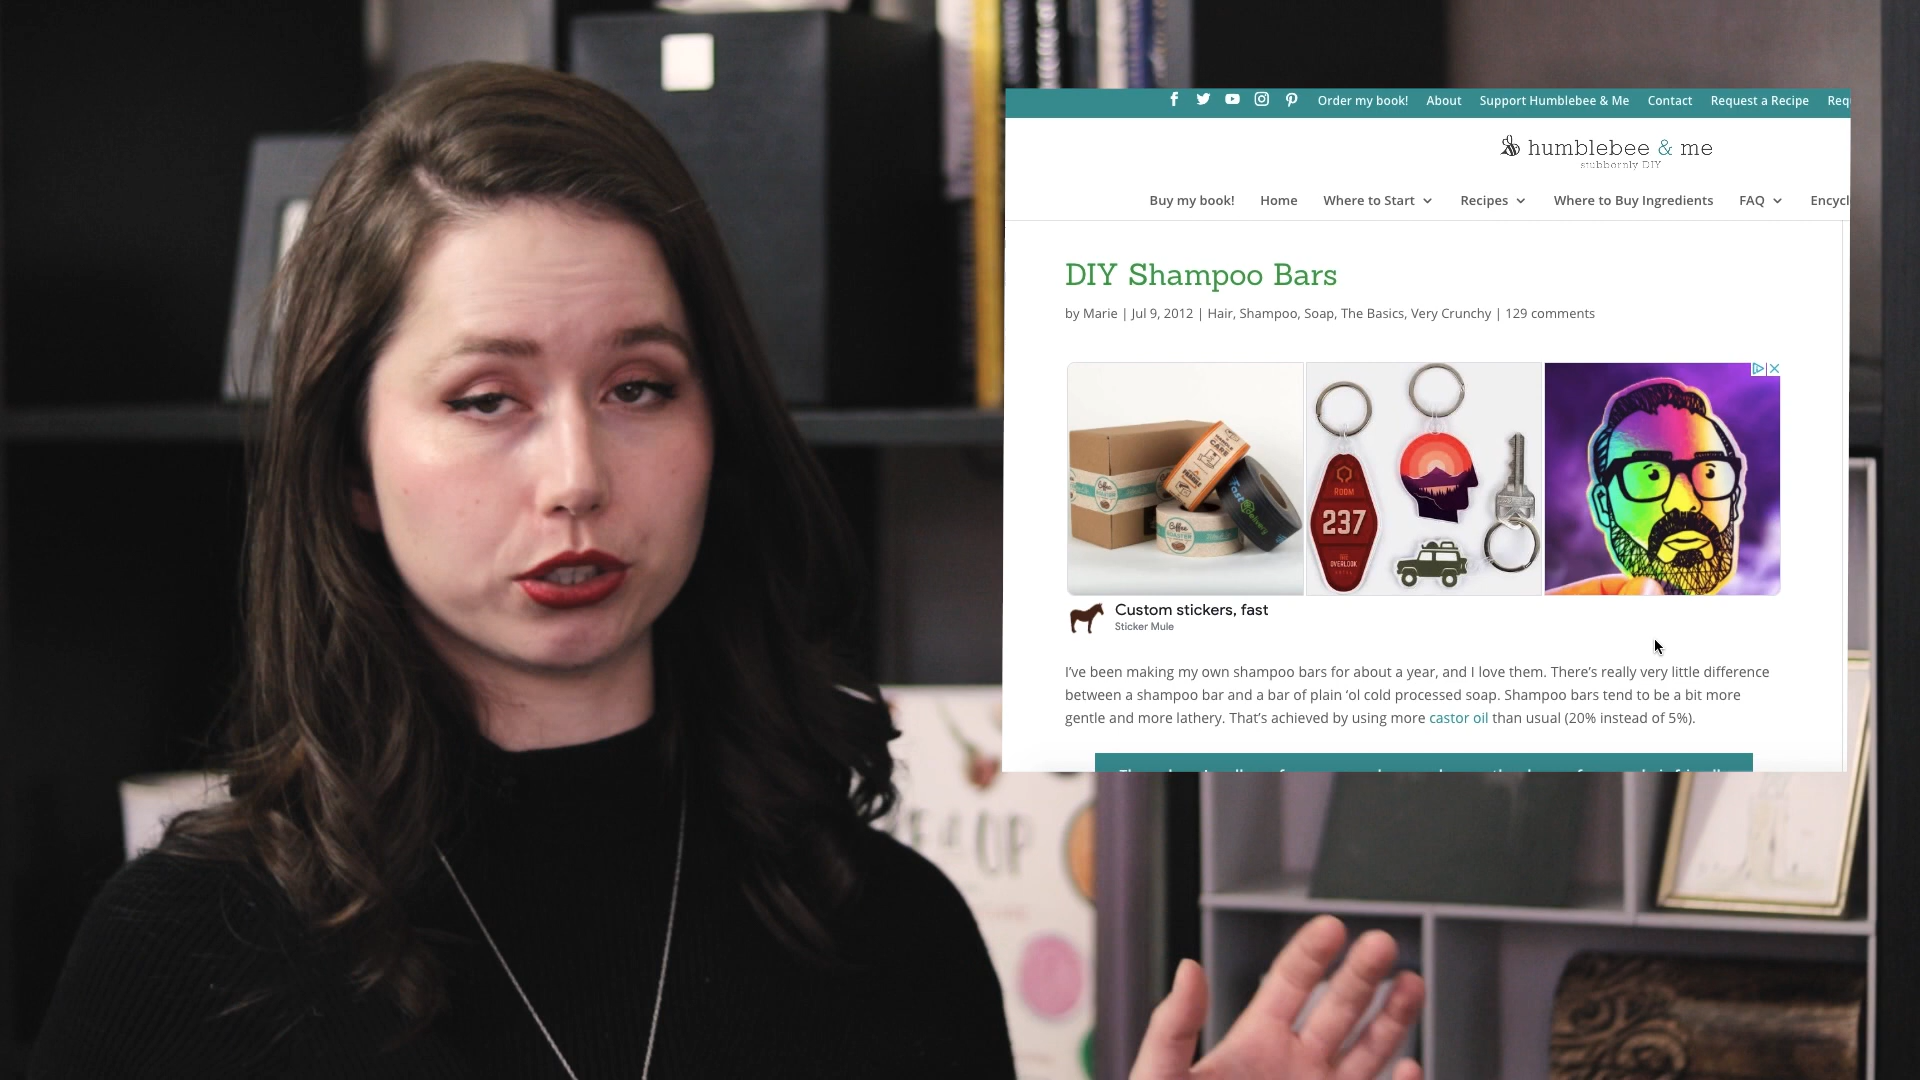 Order my book! About Support Humblebee & Me Contact Request a Recipe
humblebee & me
stubbornly DIY
Buy my book! Home Where to Start Recipes Where to Buy Ingredients FAQ
DIY Shampoo Bars
by Marie | Jul 9, 2012 | Hair, Shampoo, Soap, The Basics, Very Crunchy | 129 comments
ROOM
237
OVERLOOK
Custom stickers, fast
Sticker Mule
I've been making my own shampoo bars for about a year, and I love them. There's really very little difference
between a shampoo bar and a bar of plain 'ol cold processed soap. Shampoo bars tend to be a bit more
gentle and more lathery. That's achieved by using more castor oil than usual (20% instead of 5%).